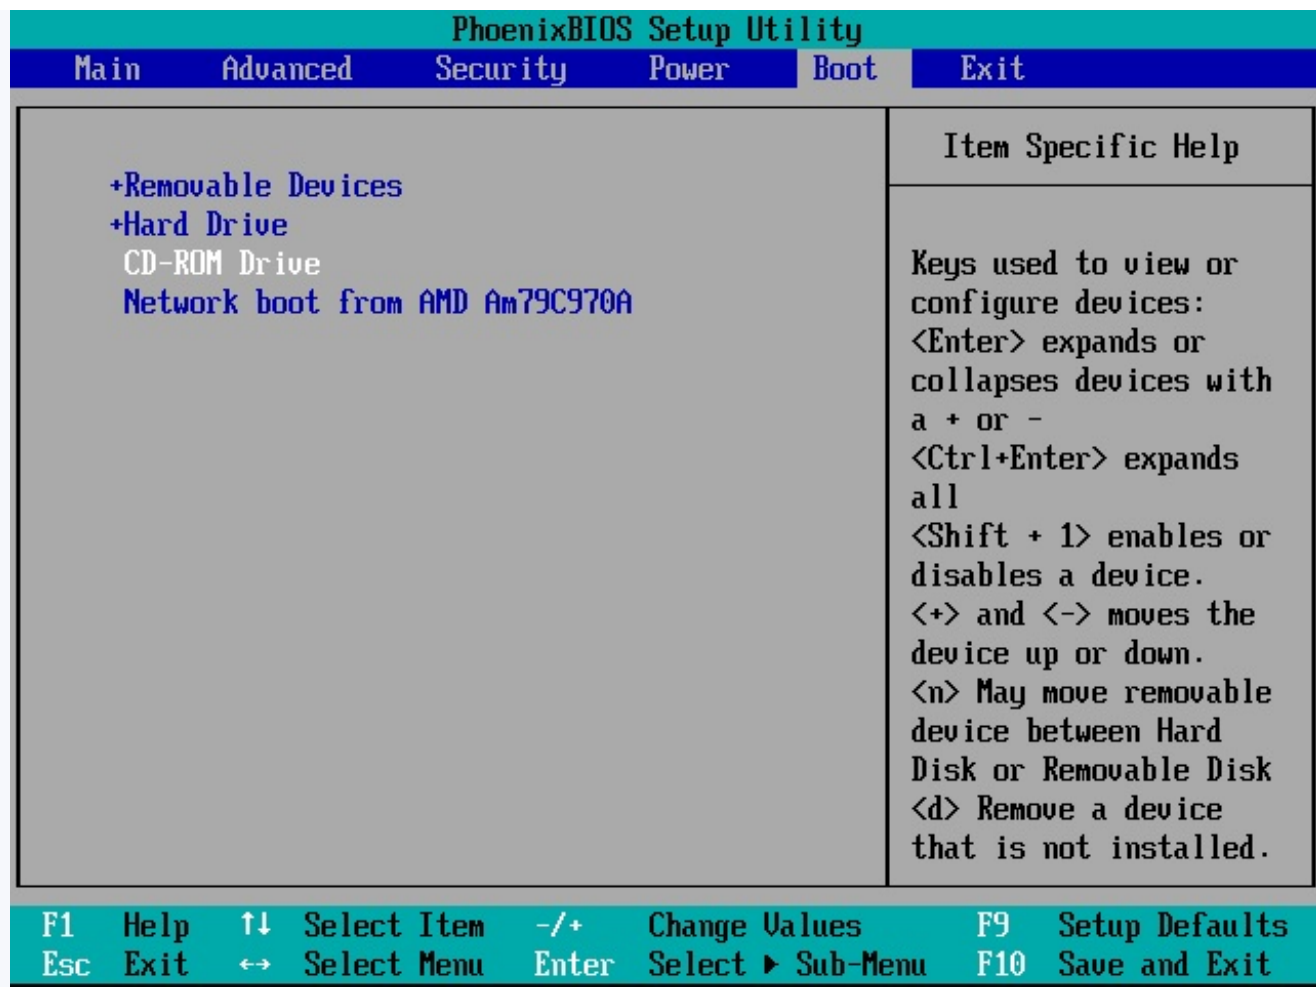 PhoenixBIOS Setup Utility
Main Advanced Security Power Boot Exit
+Removable Devices
+Hard Drive
CD-ROM Drive
Network boot from AMD Am79C970A
Item Specific Help
Keys used to view or
configure devices:
<Enter> expands or
collapses devices with
a + or -
<Ctrl+Enter> expands
all
<Shift + 1> enables or
disables a device.
<+> and <-> moves the
device up or down.
<n> May move removable
device between Hard
Disk or Removable Disk
<d> Remove a device
that is not installed.
F1 Help ↑↓ Select Item -/+ Change Values F9 Setup Defaults
Esc Exit ↔ Select Menu Enter Select ▶ Sub-Menu F10 Save and Exit